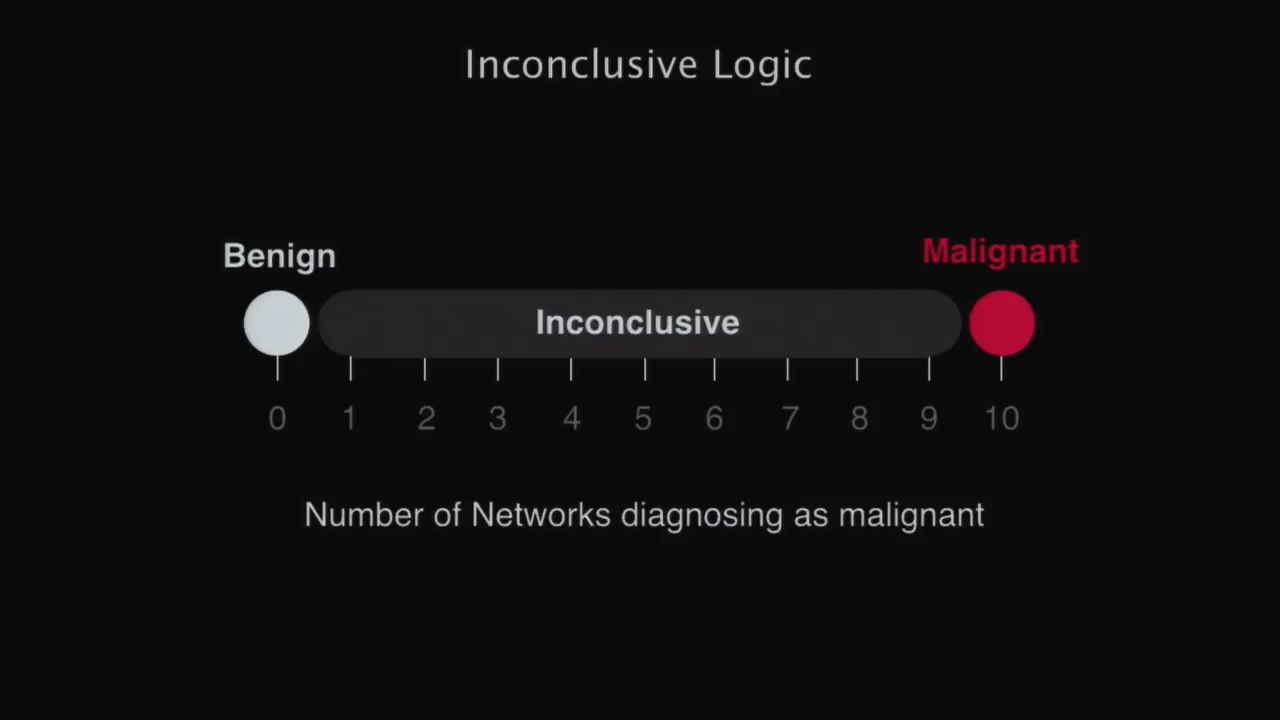 Inconclusive Logic
Benign
Malignant
Inconclusive
0 1 2 3 4 5 6 7 8 9 10
Number of Networks diagnosing as malignant